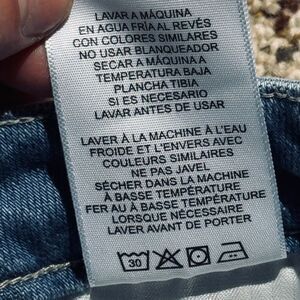 LAVAR A MÁQUINA
EN AGUA FRÍA AL REVÉS
CON COLORES SIMILARES
NO USAR BLANQUEADOR
SECAR A MÁQUINA A
TEMPERATURA BAJA
PLANCHA TIBIA
SI ES NECESARIO
LAVAR ANTES DE USAR
LAVER À LA MACHINE À L'EAU
FROIDE ET L'ENVERS AVEC
COULEURS SIMILAIRES
NE PAS JAVEL
SÉCHER DANS LA MACHINE
À BASSE TEMPÉRATURE
FER AU À BASSE TEMPÉRATURE
LORSQUE NÉCESSAIRE
LAVER AVANT DE PORTER
30